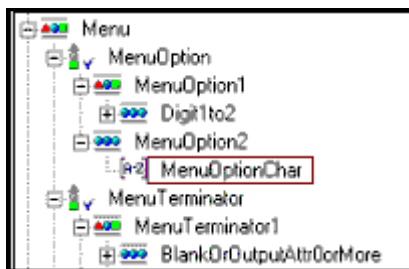 Menu
MenuOption
MenuOption1
Digit1to2
MenuOption2
[a-z] MenuOptionChar
MenuTerminator
MenuTerminator1
BlankOrOutputAttr0orMore